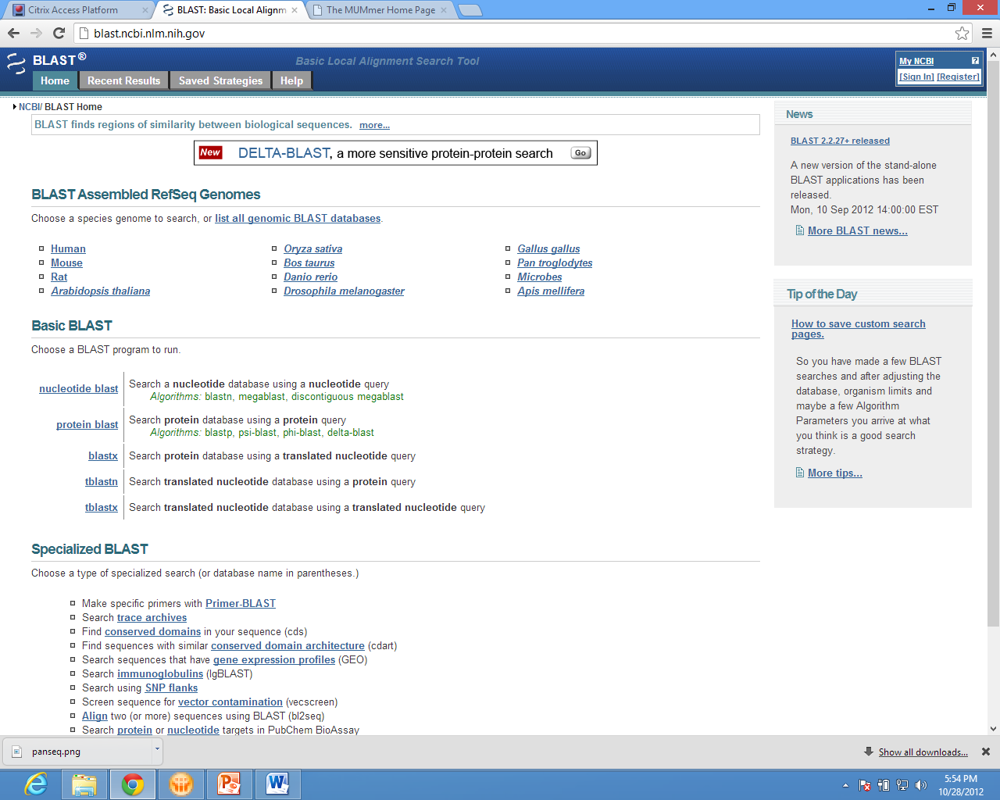 Citrix Access Platform
BLAST: Basic Local Alignm
The MUMmer Home Page
blast.ncbi.nlm.nih.gov
BLAST®
Basic Local Alignment Search Tool
My NCBI
?
[Sign In] [Register]
Home
Recent Results
Saved Strategies
Help
NCBI/ BLAST Home
BLAST finds regions of similarity between biological sequences. more...
New DELTA-BLAST, a more sensitive protein-protein search Go
BLAST Assembled RefSeq Genomes
Choose a species genome to search, or list all genomic BLAST databases.
Human
Mouse
Rat
Arabidopsis thaliana
Oryza sativa
Bos taurus
Danio rerio
Drosophila melanogaster
Gallus gallus
Pan troglodytes
Microbes
Apis mellifera
Basic BLAST
Choose a BLAST program to run.
nucleotide blast
Search a nucleotide database using a nucleotide query
Algorithms: blastn, megablast, discontiguous megablast
protein blast
Search protein database using a protein query
Algorithms: blastp, psi-blast, phi-blast, delta-blast
blastx
Search protein database using a translated nucleotide query
tblastn
Search translated nucleotide database using a protein query
tblastx
Search translated nucleotide database using a translated nucleotide query
Specialized BLAST
Choose a type of specialized search (or database name in parentheses.)
Make specific primers with Primer-BLAST
Search trace archives
Find conserved domains in your sequence (cds)
Find sequences with similar conserved domain architecture (cdart)
Search sequences that have gene expression profiles (GEO)
Search immunoglobulins (IgBLAST)
Search using SNP flanks
Screen sequence for vector contamination (vecscreen)
Align two (or more) sequences using BLAST (bl2seq)
Search protein or nucleotide targets in PubChem BioAssay
News
BLAST 2.2.27+ released
A new version of the stand-alone
BLAST applications has been
released.
Mon, 10 Sep 2012 14:00:00 EST
More BLAST news...
Tip of the Day
How to save custom search
pages.
So you have made a few BLAST
searches and after adjusting the
database, organism limits and
maybe a few Algorithm
Parameters you arrive at what
you think is a good search
strategy.
More tips...
panseq.png
Show all downloads...
5:54 PM
10/28/2012